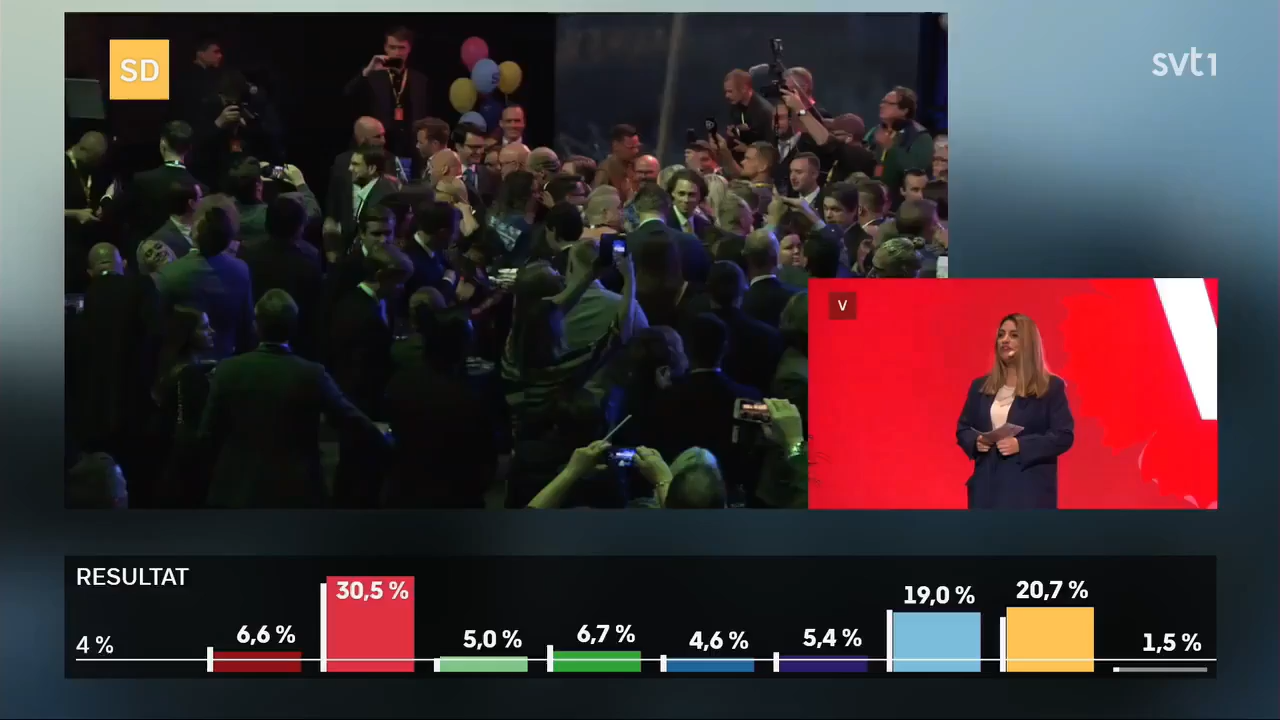 SD
svt1
V
RESULTAT
4 %
6,6 %
30,5 %
5,0 %
6,7 %
4,6 %
5,4 %
19,0 %
20,7 %
1,5 %